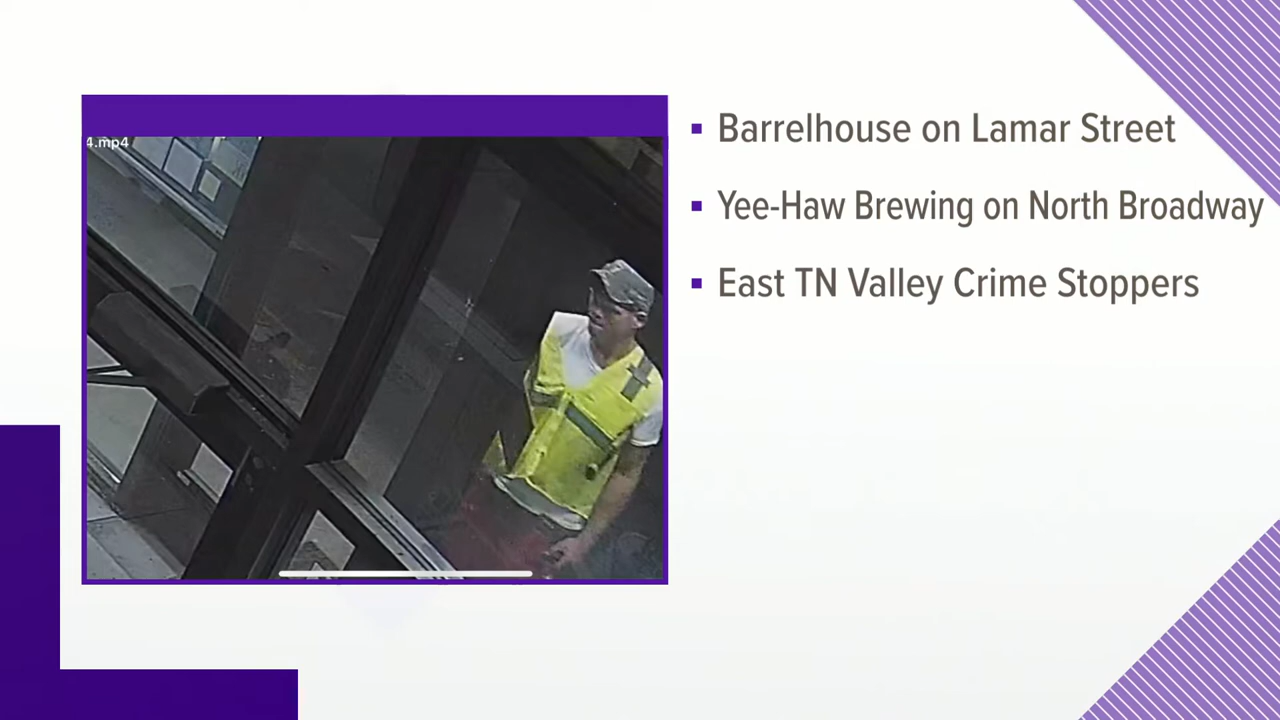 4.mp4
Barrelhouse on Lamar Street
Yee-Haw Brewing on North Broadway
East TN Valley Crime Stoppers